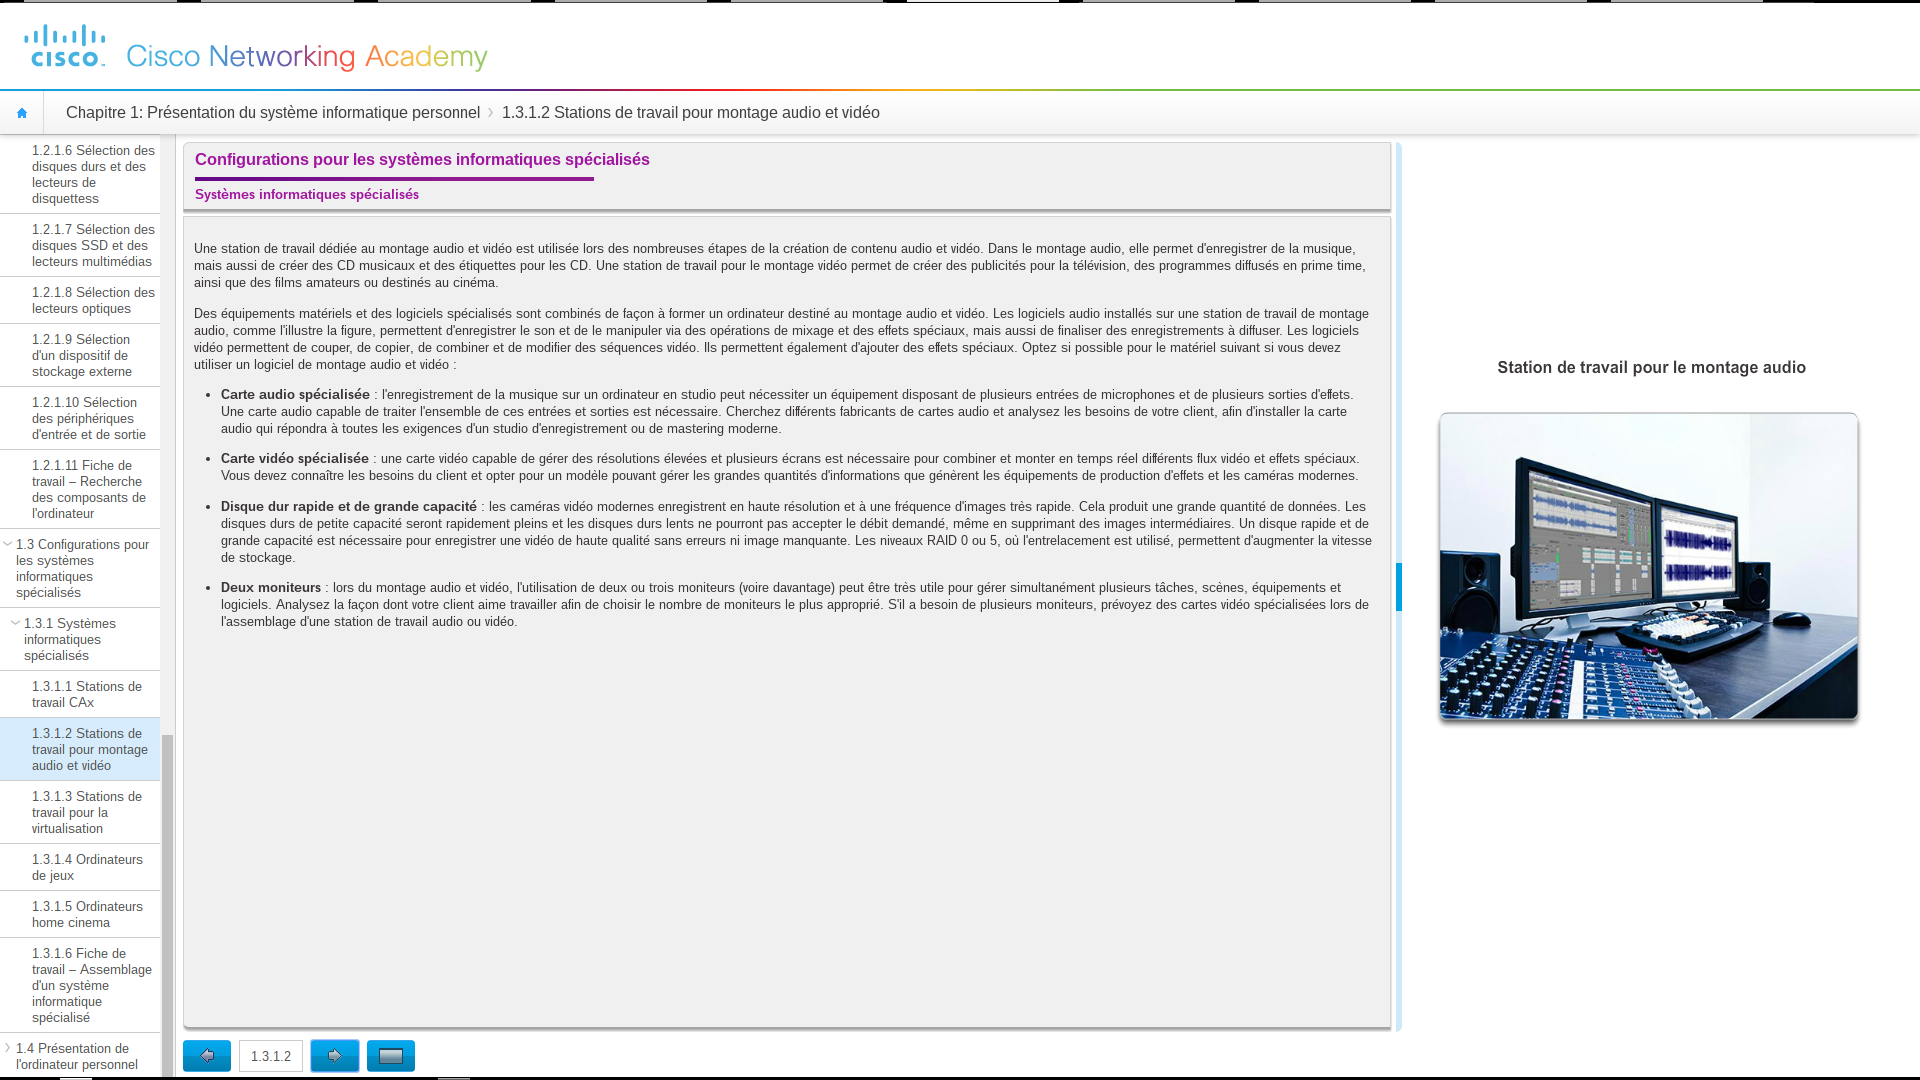 cisco
Cisco Networking Academy
Chapitre 1: Présentation du système informatique personnel
1.3.1.2 Stations de travail pour montage audio et vidéo
1.2.1.6 Sélection des
disques durs et des
lecteurs de
disquettess
1.2.1.7 Sélection des
disques SSD et des
lecteurs multimédias
1.2.1.8 Sélection des
lecteurs optiques
1.2.1.9 Sélection
d'un dispositif de
stockage externe
1.2.1.10 Sélection
des périphériques
d'entrée et de sortie
1.2.1.11 Fiche de
travail – Recherche
des composants de
l'ordinateur
1.3 Configurations pour
les systèmes
informatiques
spécialisés
1.3.1 Systèmes
informatiques
spécialisés
1.3.1.1 Stations de
travail CAx
1.3.1.2 Stations de
travail pour montage
audio et vidéo
1.3.1.3 Stations de
travail pour la
virtualisation
1.3.1.4 Ordinateurs
de jeux
1.3.1.5 Ordinateurs
home cinema
1.3.1.6 Fiche de
travail – Assemblage
d'un système
informatique
spécialisé
1.4 Présentation de
l'ordinateur personnel
Configurations pour les systèmes informatiques spécialisés
Systèmes informatiques spécialisés
Une station de travail dédiée au montage audio et vidéo est utilisée lors des nombreuses étapes de la création de contenu audio et vidéo. Dans le montage audio, elle permet d'enregistrer de la musique,
mais aussi de créer des CD musicaux et des étiquettes pour les CD. Une station de travail pour le montage vidéo permet de créer des publicités pour la télévision, des programmes diffusés en prime time,
ainsi que des films amateurs ou destinés au cinéma.
Des équipements matériels et des logiciels spécialisés sont combinés de façon à former un ordinateur destiné au montage audio et vidéo. Les logiciels audio installés sur une station de travail de montage
audio, comme l'illustre la figure, permettent d'enregistrer le son et de le manipuler via des opérations de mixage et des effets spéciaux, mais aussi de finaliser des enregistrements à diffuser. Les logiciels
vidéo permettent de couper, de copier, de combiner et de modifier des séquences vidéo. Ils permettent également d'ajouter des effets spéciaux. Optez si possible pour le matériel suivant si vous devez
utiliser un logiciel de montage audio et vidéo :
• Carte audio spécialisée : l'enregistrement de la musique sur un ordinateur en studio peut nécessiter un équipement disposant de plusieurs entrées de microphones et de plusieurs sorties d'effets.
Une carte audio capable de traiter l'ensemble de ces entrées et sorties est nécessaire. Cherchez différents fabricants de cartes audio et analysez les besoins de votre client, afin d'installer la carte
audio qui répondra à toutes les exigences d'un studio d'enregistrement ou de mastering moderne.
• Carte vidéo spécialisée : une carte vidéo capable de gérer des résolutions élevées et plusieurs écrans est nécessaire pour combiner et monter en temps réel différents flux vidéo et effets spéciaux.
Vous devez connaître les besoins du client et opter pour un modèle pouvant gérer les grandes quantités d'informations que génèrent les équipements de production d'effets et les caméras modernes.
• Disque dur rapide et de grande capacité : les caméras vidéo modernes enregistrent en haute résolution et à une fréquence d'images très rapide. Cela produit une grande quantité de données. Les
disques durs de petite capacité seront rapidement pleins et les disques durs lents ne pourront pas accepter le débit demandé, même en supprimant des images intermédiaires. Un disque rapide et de
grande capacité est nécessaire pour enregistrer une vidéo de haute qualité sans erreurs ni image manquante. Les niveaux RAID 0 ou 5, où l'entrelacement est utilisé, permettent d'augmenter la vitesse
de stockage.
• Deux moniteurs : lors du montage audio et vidéo, l'utilisation de deux ou trois moniteurs (voire davantage) peut être très utile pour gérer simultanément plusieurs tâches, scènes, équipements et
logiciels. Analysez la façon dont votre client aime travailler afin de choisir le nombre de moniteurs le plus approprié. S'il a besoin de plusieurs moniteurs, prévoyez des cartes vidéo spécialisées lors de
l'assemblage d'une station de travail audio ou vidéo.
Station de travail pour le montage audio
1.3.1.2